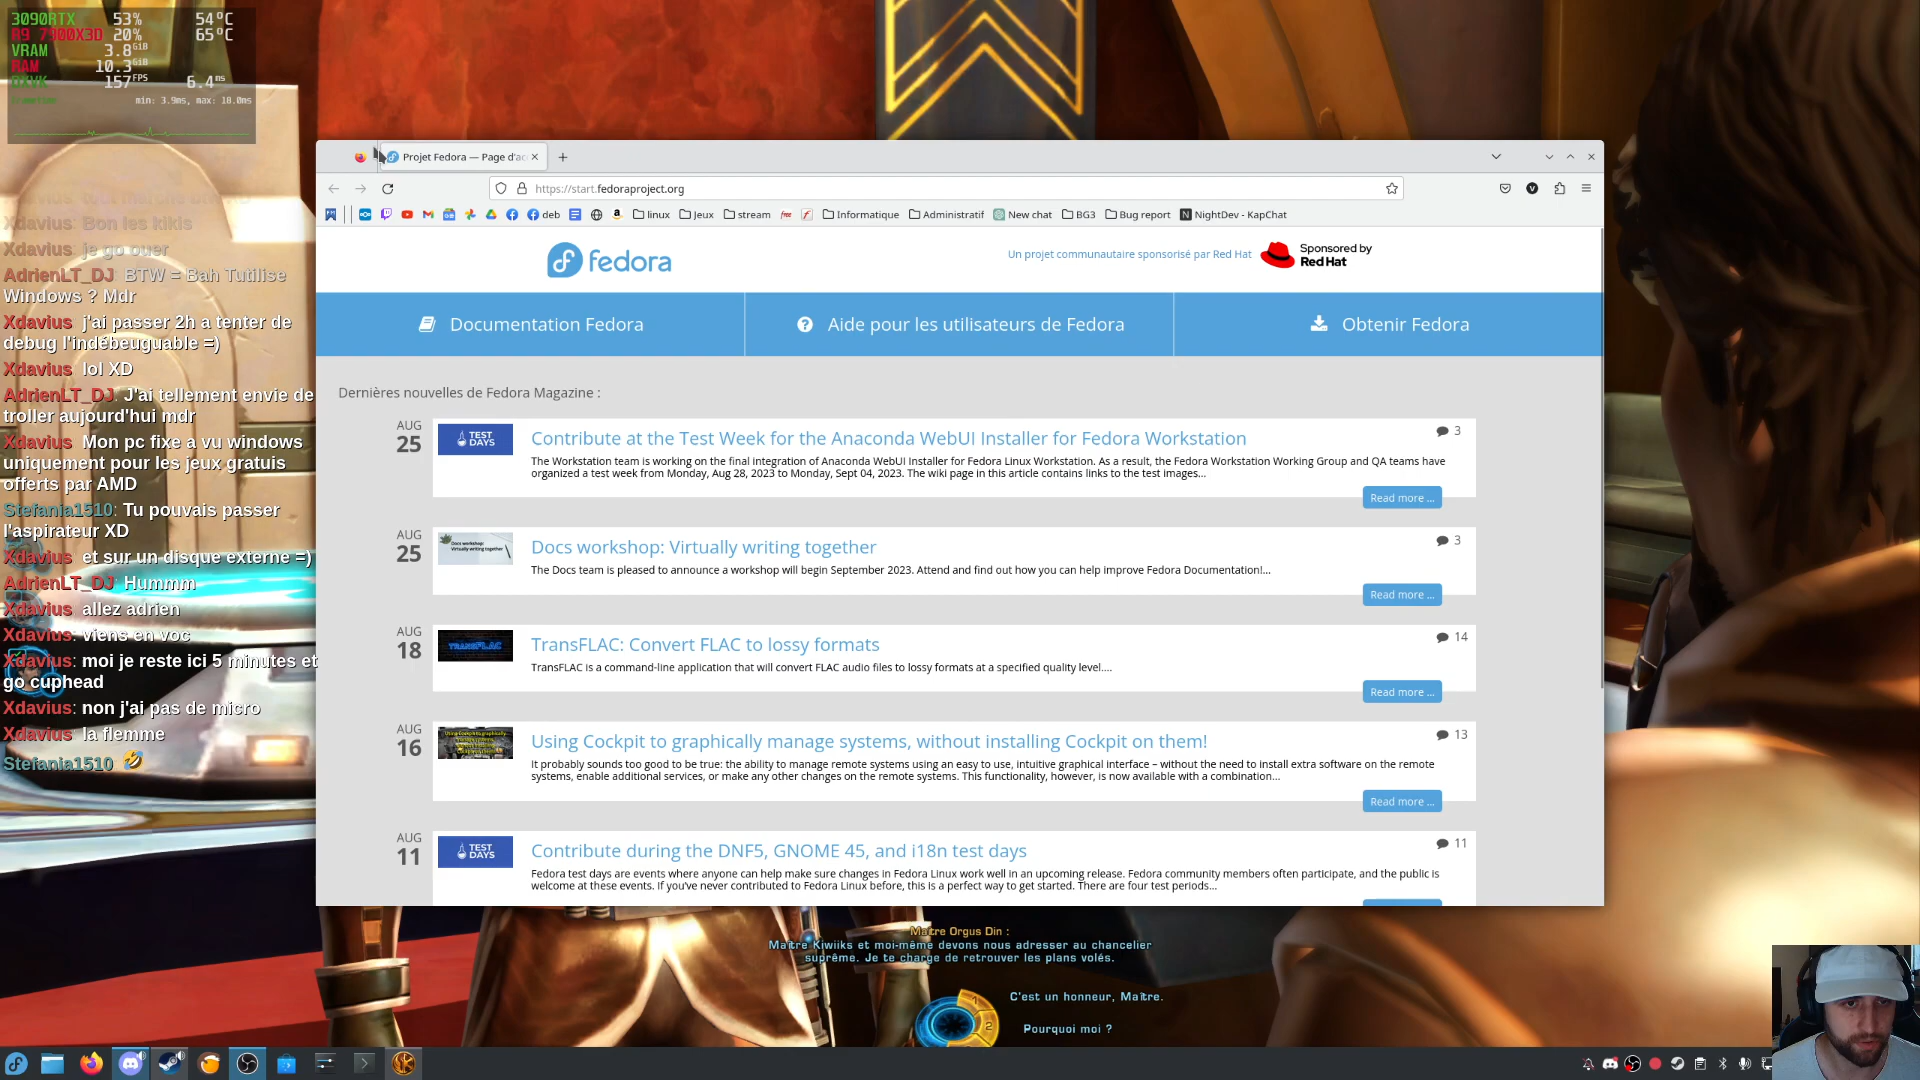 3090RTX 53% 54°C
R9 7900X3D 20% 65°C
VRAM 3.8GiB
RAM 10.3GiB
DXVK 157FPS 6.4ms
min: 3.9ms, max: 18.0ms
Xdavius: Bon les kikis
Xdavius: je go ouer
AdrienLT_DJ: BTW = Bah Tutilise
Windows ? Mdr
Xdavius: j'ai passer 2h a tenter de
debug l'indébeuguable =)
Xdavius: lol XD
AdrienLT_DJ: J'ai tellement envie de
troller aujourd'hui mdr
Xdavius: Mon pc fixe a vu windows
uniquement pour les jeux gratuis
offerts par AMD
Stefania1510: Tu pouvais passer
l'aspirateur XD
Xdavius: et sur un disque externe =)
AdrienLT_DJ: Hummm
Xdavius: allez adrien
Xdavius: viens en voc
Xdavius: moi je reste ici 5 minutes et
go cuphead
Xdavius: non j'ai pas de micro
Xdavius: la flemme
Stefania1510: 🤣
Projet Fedora — Page d'ac
https://start.fedoraproject.org
deb linux Jeux stream free Informatique Administratif New chat BG3 Bug report NightDev - KapChat
fedora
Un projet communautaire sponsorisé par Red Hat
Sponsored by
Red Hat
Documentation Fedora
Aide pour les utilisateurs de Fedora
Obtenir Fedora
Dernières nouvelles de Fedora Magazine :
AUG
25
TEST
DAYS
Contribute at the Test Week for the Anaconda WebUI Installer for Fedora Workstation
3
The Workstation team is working on the final integration of Anaconda WebUI Installer for Fedora Linux Workstation. As a result, the Fedora Workstation Working Group and QA teams have
organized a test week from Monday, Aug 28, 2023 to Monday, Sept 04, 2023. The wiki page in this article contains links to the test images...
Read more ...
AUG
25
Docs workshop:
Virtually writing together
Docs workshop: Virtually writing together
3
The Docs team is pleased to announce a workshop will begin September 2023. Attend and find out how you can help improve Fedora Documentation!...
Read more ...
AUG
18
TRANSFLAC
TransFLAC: Convert FLAC to lossy formats
14
TransFLAC is a command-line application that will convert FLAC audio files to lossy formats at a specified quality level....
Read more ...
AUG
16
Using Cockpit to graphically manage systems, without installing Cockpit on them!
13
It probably sounds too good to be true: the ability to manage remote systems using an easy to use, intuitive graphical interface – without the need to install extra software on the remote
systems, enable additional services, or make any other changes on the remote systems. This functionality, however, is now available with a combination...
Read more ...
AUG
11
TEST
DAYS
Contribute during the DNF5, GNOME 45, and i18n test days
11
Fedora test days are events where anyone can help make sure changes in Fedora Linux work well in an upcoming release. Fedora community members often participate, and the public is
welcome at these events. If you've never contributed to Fedora Linux before, this is a perfect way to get started. There are four test periods...
Maître Orgus Din :
Maître Kiwiiks et moi-même devons nous adresser au chancelier
suprême. Je te charge de retrouver les plans volés.
1
C'est un honneur, Maître.
2
Pourquoi moi ?